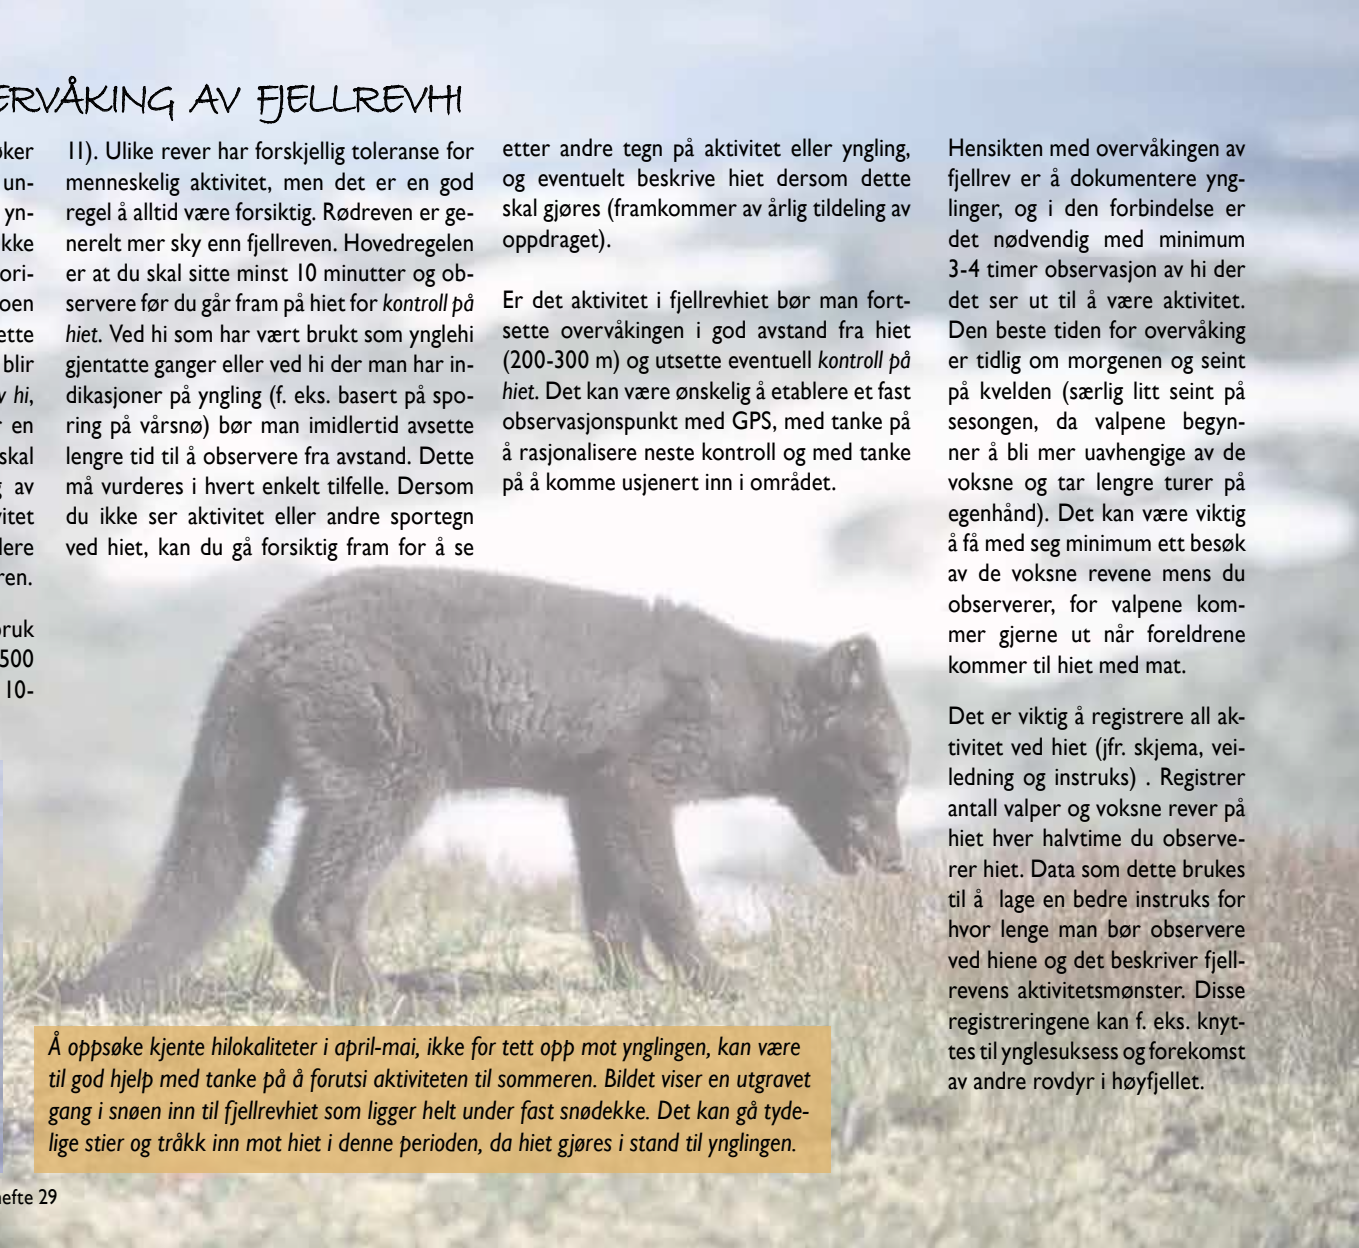 ERVÅKING AV FJELLREVHI
øker
un-
yn-
kke
ori-
oen
ette
blir
v hi,
r en
skal
g av
vitet
lere
ren.
bruk
500
10-
11). Ulike rever har forskjellig toleranse for
menneskelig aktivitet, men det er en god
regel å alltid være forsiktig. Rødreven er ge-
nerelt mer sky enn fjellreven. Hovedregelen
er at du skal sitte minst 10 minutter og ob-
servere før du går fram på hiet for kontroll på
hiet. Ved hi som har vært brukt som ynglehi
gjentatte ganger eller ved hi der man har in-
dikasjoner på yngling (f. eks. basert på spo-
ring på vårsnø) bør man imidlertid avsette
lengre tid til å observere fra avstand. Dette
må vurderes i hvert enkelt tilfelle. Dersom
du ikke ser aktivitet eller andre sportegn
ved hiet, kan du gå forsiktig fram for å se
etter andre tegn på aktivitet eller yngling,
og eventuelt beskrive hiet dersom dette
skal gjøres (framkommer av årlig tildeling av
oppdraget).
Er det aktivitet i fjellrevhiet bør man fort-
sette overvåkingen i god avstand fra hiet
(200-300 m) og utsette eventuell kontroll på
hiet. Det kan være ønskelig å etablere et fast
observasjonspunkt med GPS, med tanke på
å rasjonalisere neste kontroll og med tanke
på å komme usjenert inn i området.
Hensikten med overvåkingen av
fjellrev er å dokumentere yng-
linger, og i den forbindelse er
det nødvendig med minimum
3-4 timer observasjon av hi der
det ser ut til å være aktivitet.
Den beste tiden for overvåking
er tidlig om morgenen og seint
på kvelden (særlig litt seint på
sesongen, da valpene begyn-
ner å bli mer uavhengige av de
voksne og tar lengre turer på
egenhånd). Det kan være viktig
å få med seg minimum ett besøk
av de voksne revene mens du
observerer, for valpene kom-
mer gjerne ut når foreldrene
kommer til hiet med mat.
Det er viktig å registrere all ak-
tivitet ved hiet (jfr. skjema, vei-
ledning og instruks) . Registrer
antall valper og voksne rever på
hiet hver halvtime du observe-
rer hiet. Data som dette brukes
til å lage en bedre instruks for
hvor lenge man bør observere
ved hiene og det beskriver fjell-
revens aktivitetsmønster. Disse
registreringene kan f. eks. knyt-
tes til ynglesuksess og forekomst
av andre rovdyr i høyfjellet.
Å oppsøke kjente hilokaliteter i april-mai, ikke for tett opp mot ynglingen, kan være
til god hjelp med tanke på å forutsi aktiviteten til sommeren. Bildet viser en utgravet
gang i snøen inn til fjellrevhiet som ligger helt under fast snødekke. Det kan gå tyde-
lige stier og tråkk inn mot hiet i denne perioden, da hiet gjøres i stand til ynglingen.
hefte 29